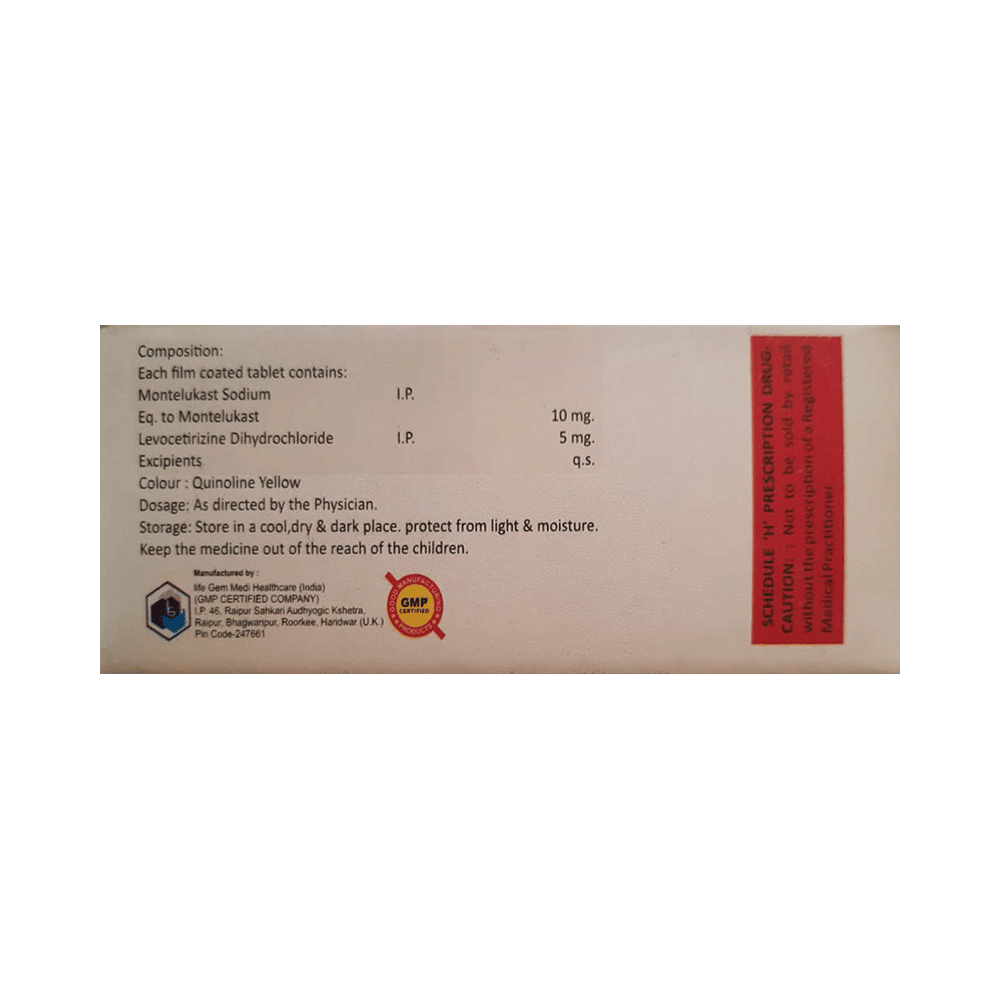 Composition:
Each film coated tablet contains:
Montelukast Sodium I.P.
Eq. to Montelukast 10 mg.
Levocetirizine Dihydrochloride I.P. 5 mg.
Excipients q.s.
Colour : Quinoline Yellow
Dosage: As directed by the Physician.
Storage: Store in a cool,dry & dark place. protect from light & moisture.
Keep the medicine out of the reach of the children.
Manufactured by :
life Gem Medi Healthcare (India)
(GMP CERTIFIED COMPANY)
I.P. 46, Raipur Sahkari Audhyogic Kshetra,
Raipur, Bhagwanpur, Roorkee, Haridwar (U.K.)
Pin Code-247661
GOOD MANUFACTURING
GMP
CERTIFIED
PRODUCTS
SCHEDULE 'H' PRESCRIPTION DRUG-
CAUTION: : Not to be sold by retail
without the prescription of a Registered
Medical Practitioner.